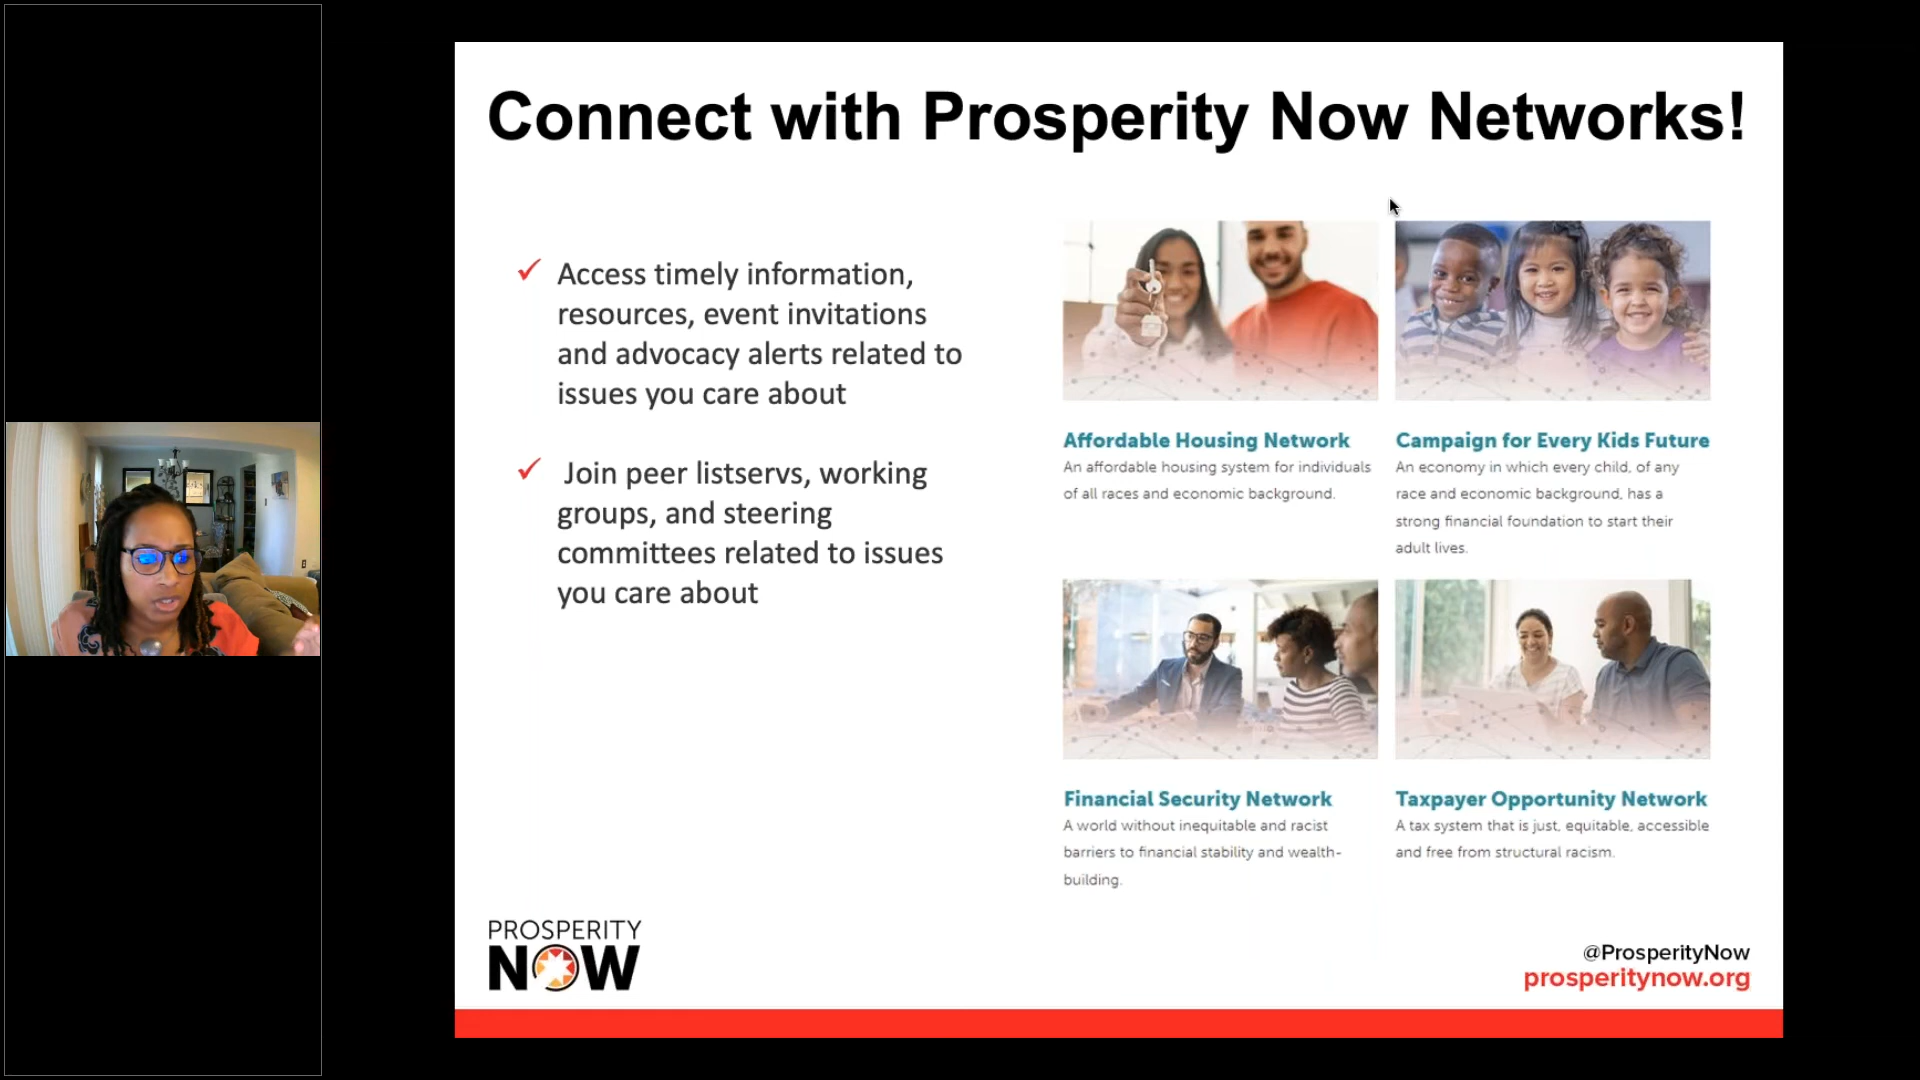 Connect with Prosperity Now Networks!
Access timely information,
resources, event invitations
and advocacy alerts related to
issues you care about
Join peer listservs, working
groups, and steering
committees related to issues
you care about
Affordable Housing Network
An affordable housing system for individuals
of all races and economic background.
Campaign for Every Kids Future
An economy in which every child, of any
race and economic background, has a
strong financial foundation to start their
adult lives.
Financial Security Network
A world without inequitable and racist
barriers to financial stability and wealth-
building.
Taxpayer Opportunity Network
A tax system that is just, equitable, accessible
and free from structural racism.
PROSPERITY
NOW
@ProsperityNow
prosperitynow.org